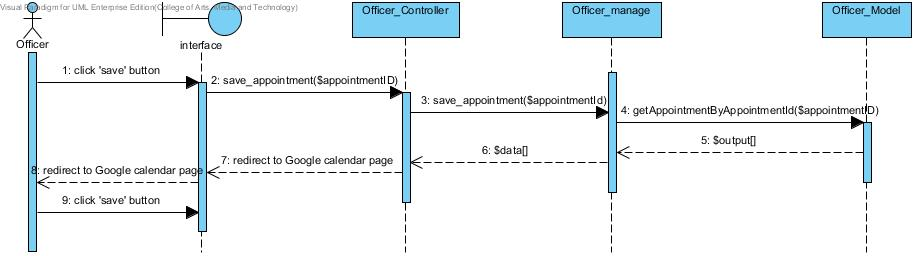 Visual Paradigm for UML Enterprise Edition(College of Arts, Media and Technology)
Officer_Controller
Officer_manage
Officer_Model
Officer
interface
1: click 'save' button
2: save_appointment($appointmentID)
3: save_appointment($appointmentId)
4: getAppointmentByAppointmentId($appointmentID)
5: $output[]
6: $data[]
7: redirect to Google calendar page
8: redirect to Google calendar page
9: click 'save' button